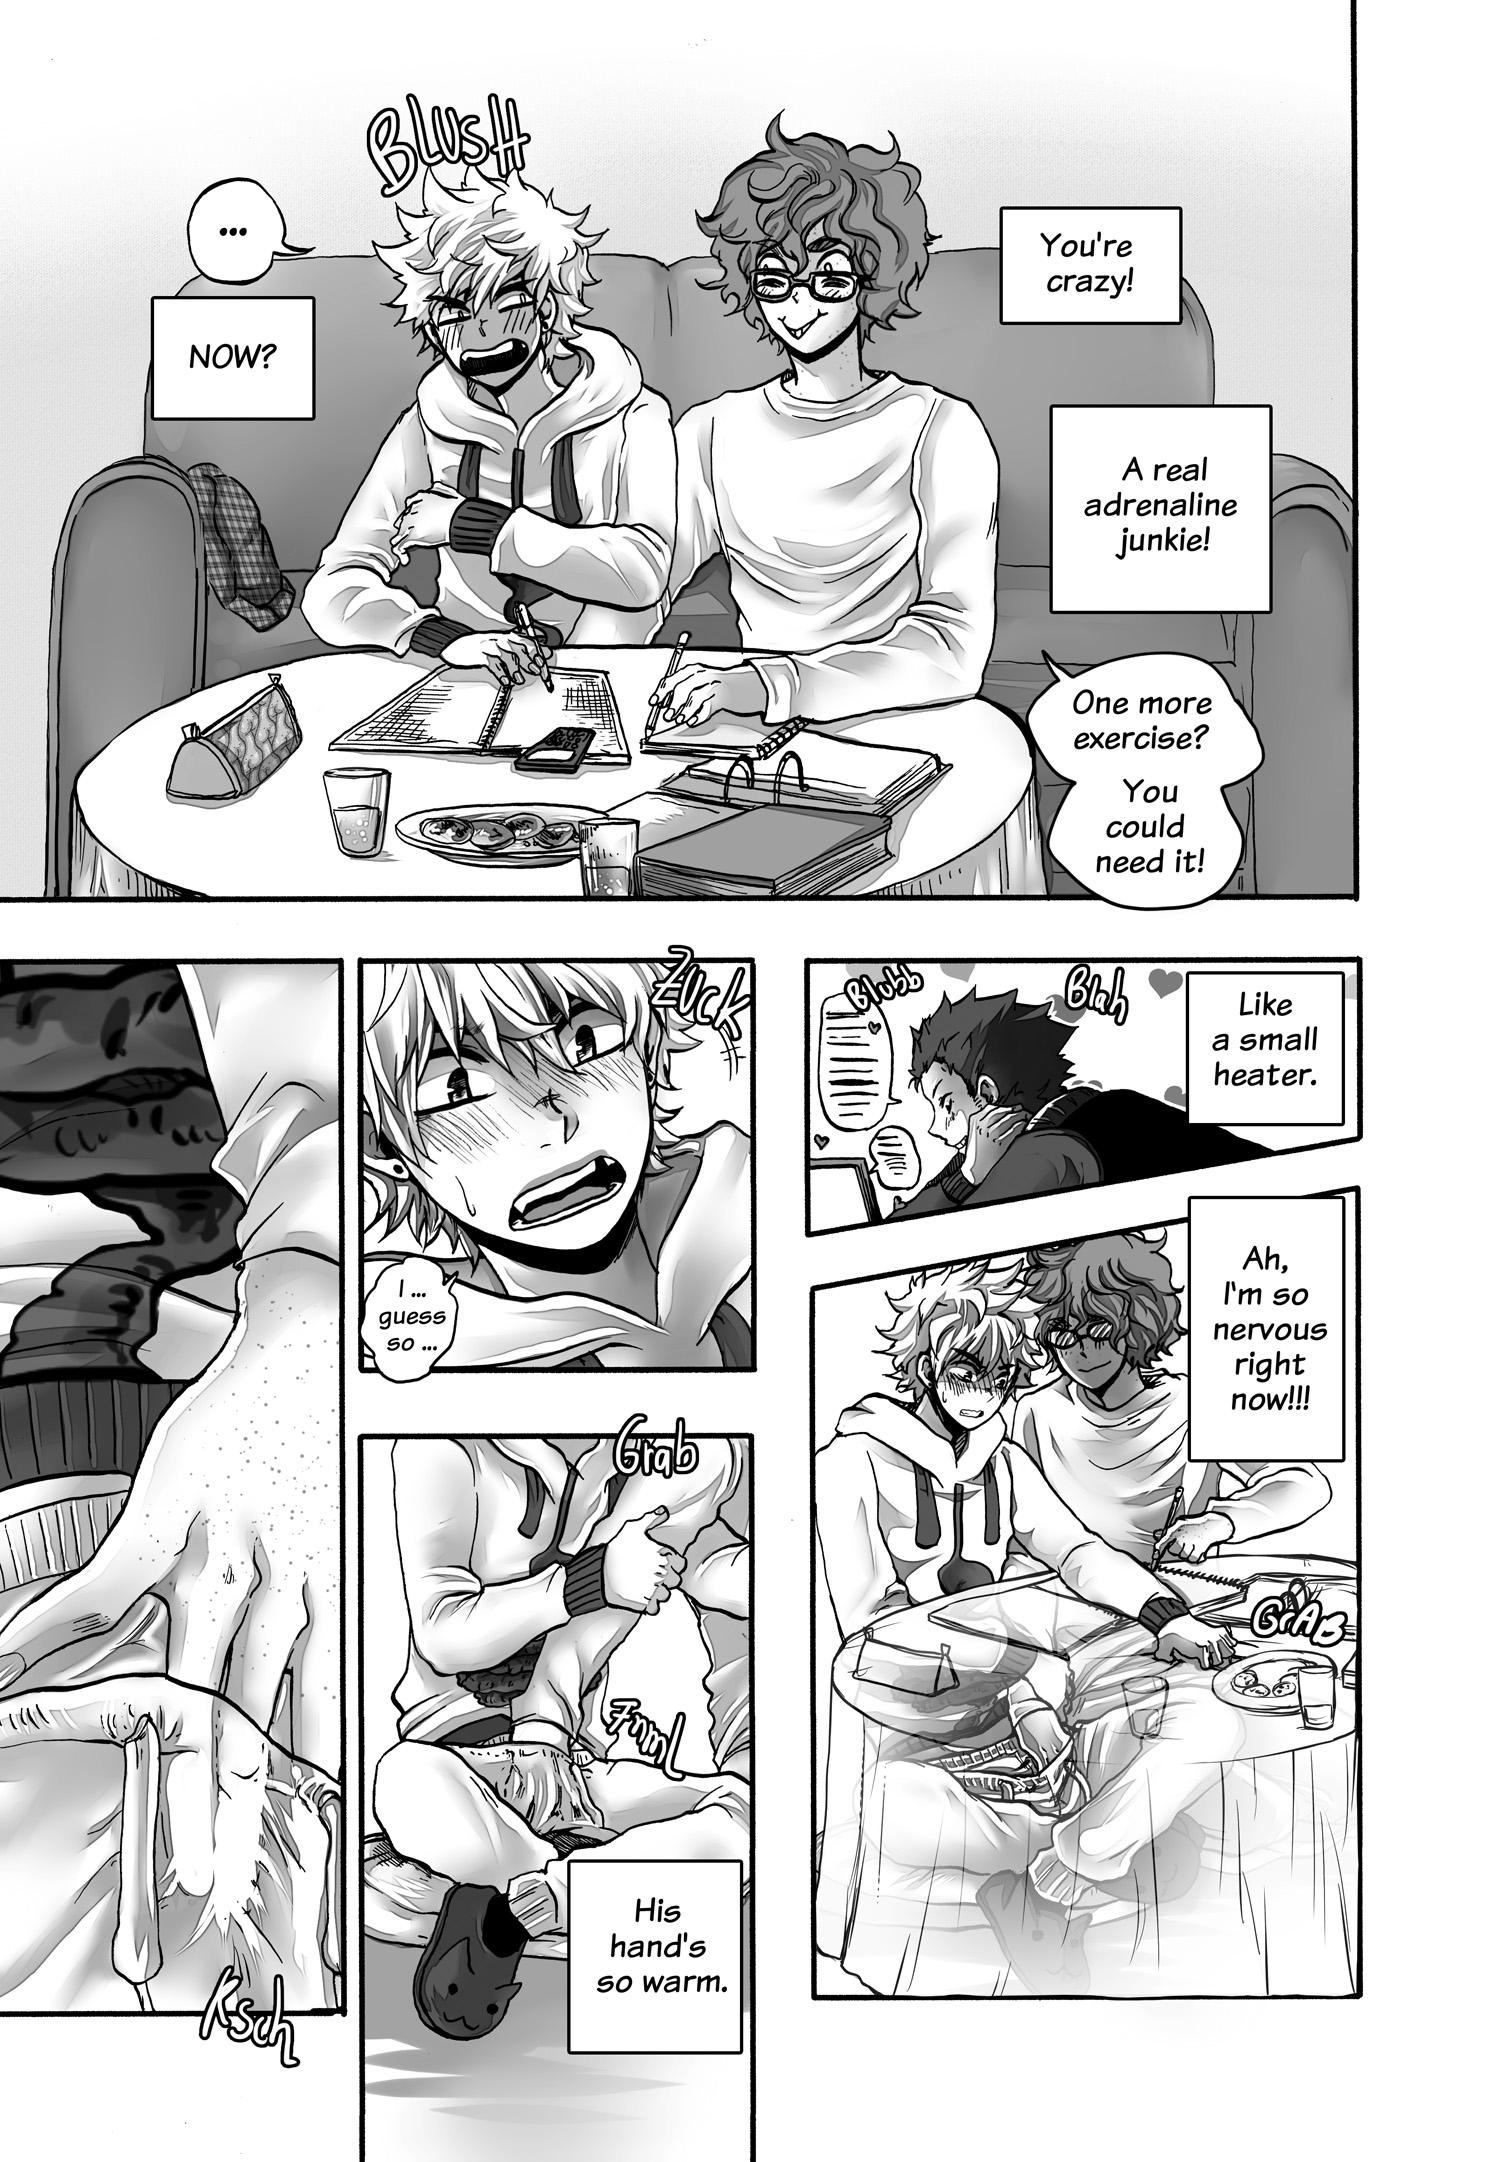 BLUSH
...
NOW?
You're
crazy!
A real
adrenaline
junkie!
One more
exercise?
You
could
need it!
ZUCK
I ...
guess
so ...
Blubb
Blah
Like
a small
heater.
Ah,
I'm so
nervous
right
now!!!
GrAB
Grab
His
hand's
so warm.
Ksch